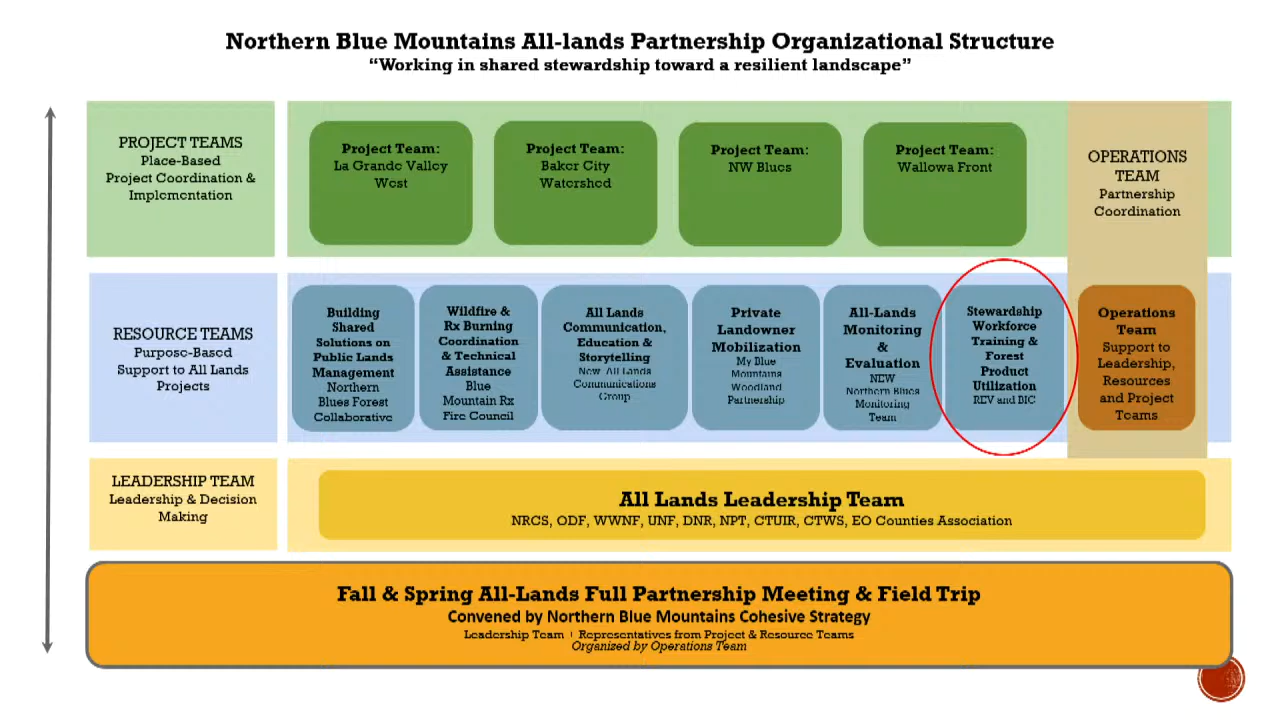 Northern Blue Mountains All-lands Partnership Organizational Structure
“Working in shared stewardship toward a resilient landscape”
PROJECT TEAMS
Place-Based
Project Coordination &
Implementation
Project Team:
La Grande Valley
West
Project Team:
Baker City
Watershed
Project Team:
NW Blues
Project Team:
Wallowa Front
OPERATIONS
TEAM
Partnership
Coordination
RESOURCE TEAMS
Purpose-Based
Support to All Lands
Projects
Building
Shared
Solutions on
Public Lands
Management
Northern
Blues Forest
Collaborative
Wildfire &
Rx Burning
Coordination
& Technical
Assistance
Blue
Mountain Rx
Fire Council
All Lands
Communication,
Education &
Storytelling
New All Lands
Communications
Group
Private
Landowner
Mobilization
My Blue
Mountains
Woodland
Partnership
All-Lands
Monitoring
&
Evaluation
NEW
Northern Blues
Monitoring
Team
Stewardship
Workforce
Training &
Forest
Product
Utilization
REV and BIC
Operations
Team
Support to
Leadership,
Resources
and Project
Teams
LEADERSHIP TEAM
Leadership & Decision
Making
All Lands Leadership Team
NRCS, ODF, WWNF, UNF, DNR, NPT, CTUIR, CTWS, EO Counties Association
Fall & Spring All-Lands Full Partnership Meeting & Field Trip
Convened by Northern Blue Mountains Cohesive Strategy
Leadership Team + Representatives from Project & Resource Teams
Organized by Operations Team